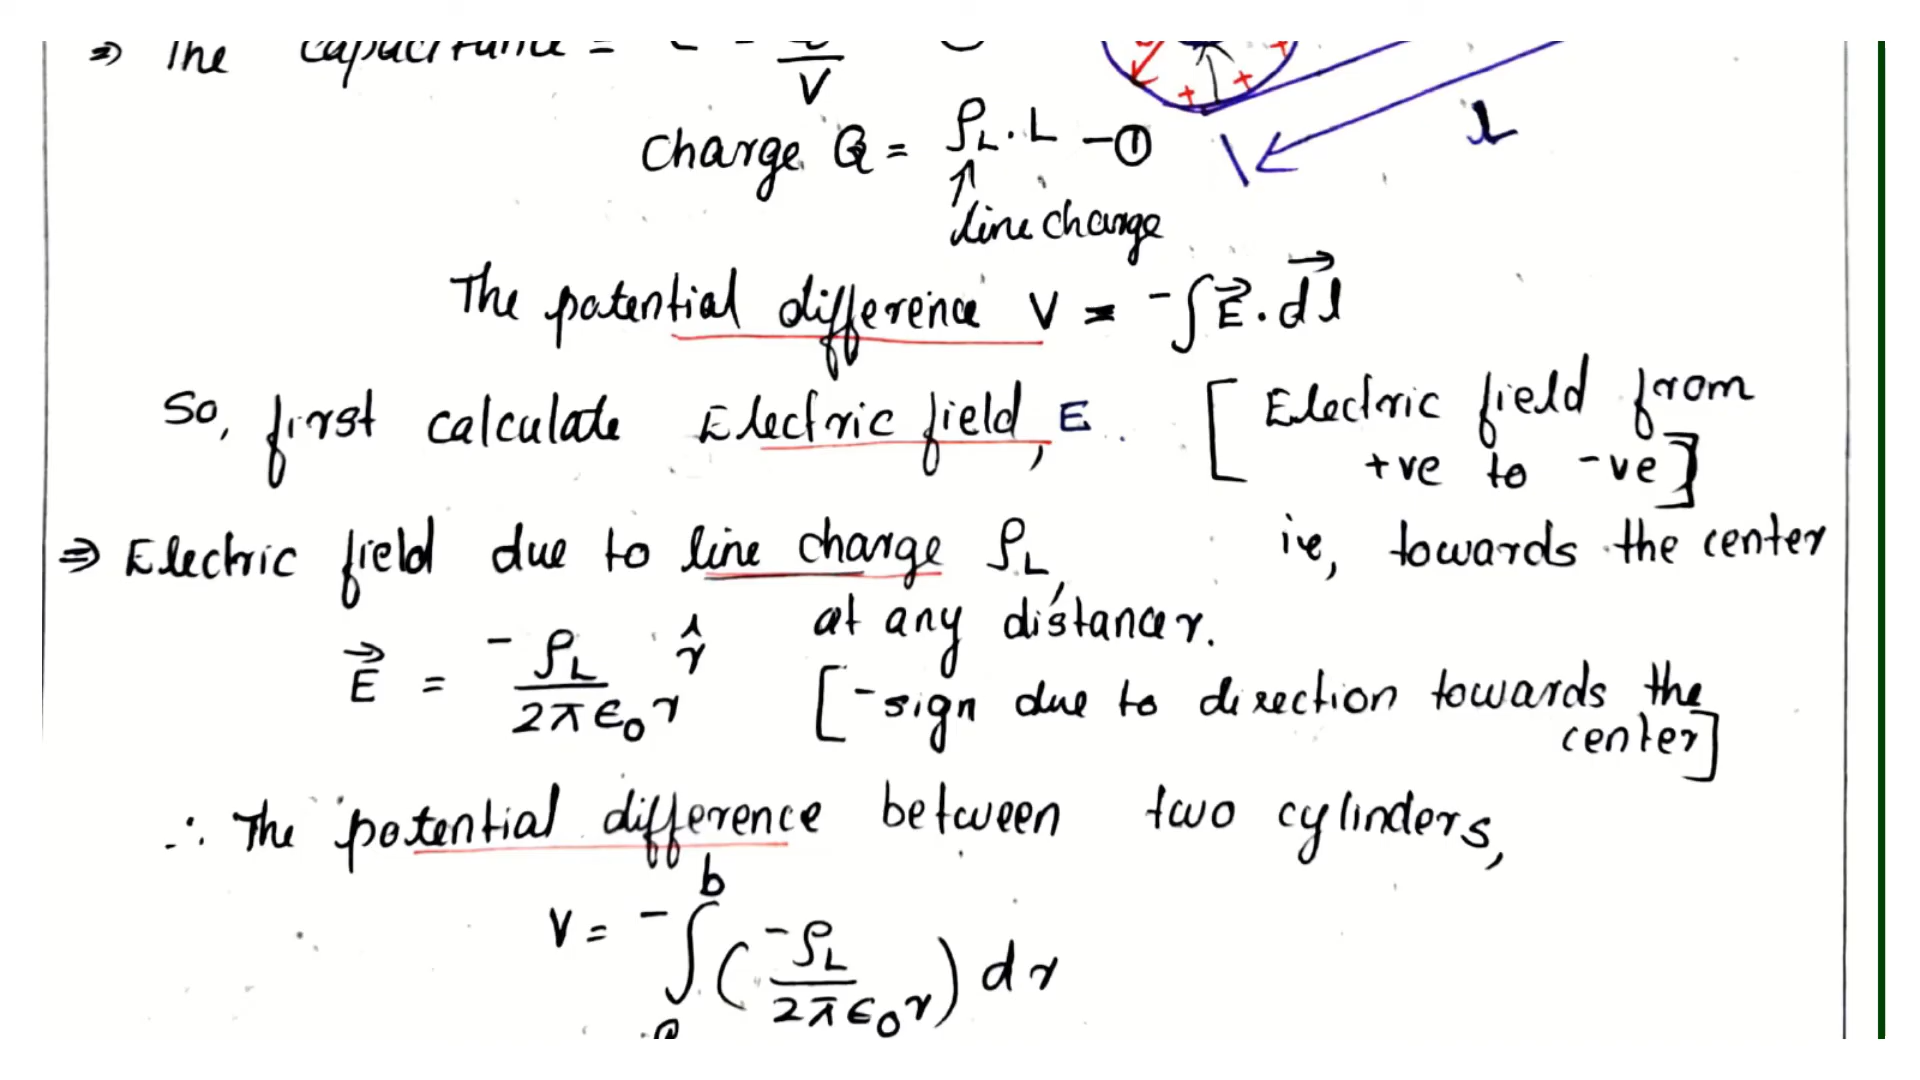 ⇒ The capacitance = C = Q/V
Charge Q = ρL . L —①
line charge
L
The potential difference V = -∫E⃗ . dl⃗
So, first calculate Electric field, E
[Electric field from
+ve to -ve]
ie, towards the center
⇒ Electric field due to line charge ρL,
at any distance r.
E⃗ = -ρL/2πε₀r r̂
[-sign due to direction towards the
center]
∴ The potential difference between two cylinders,
V = -∫ₐᵇ (-ρL/2πε₀r) dr